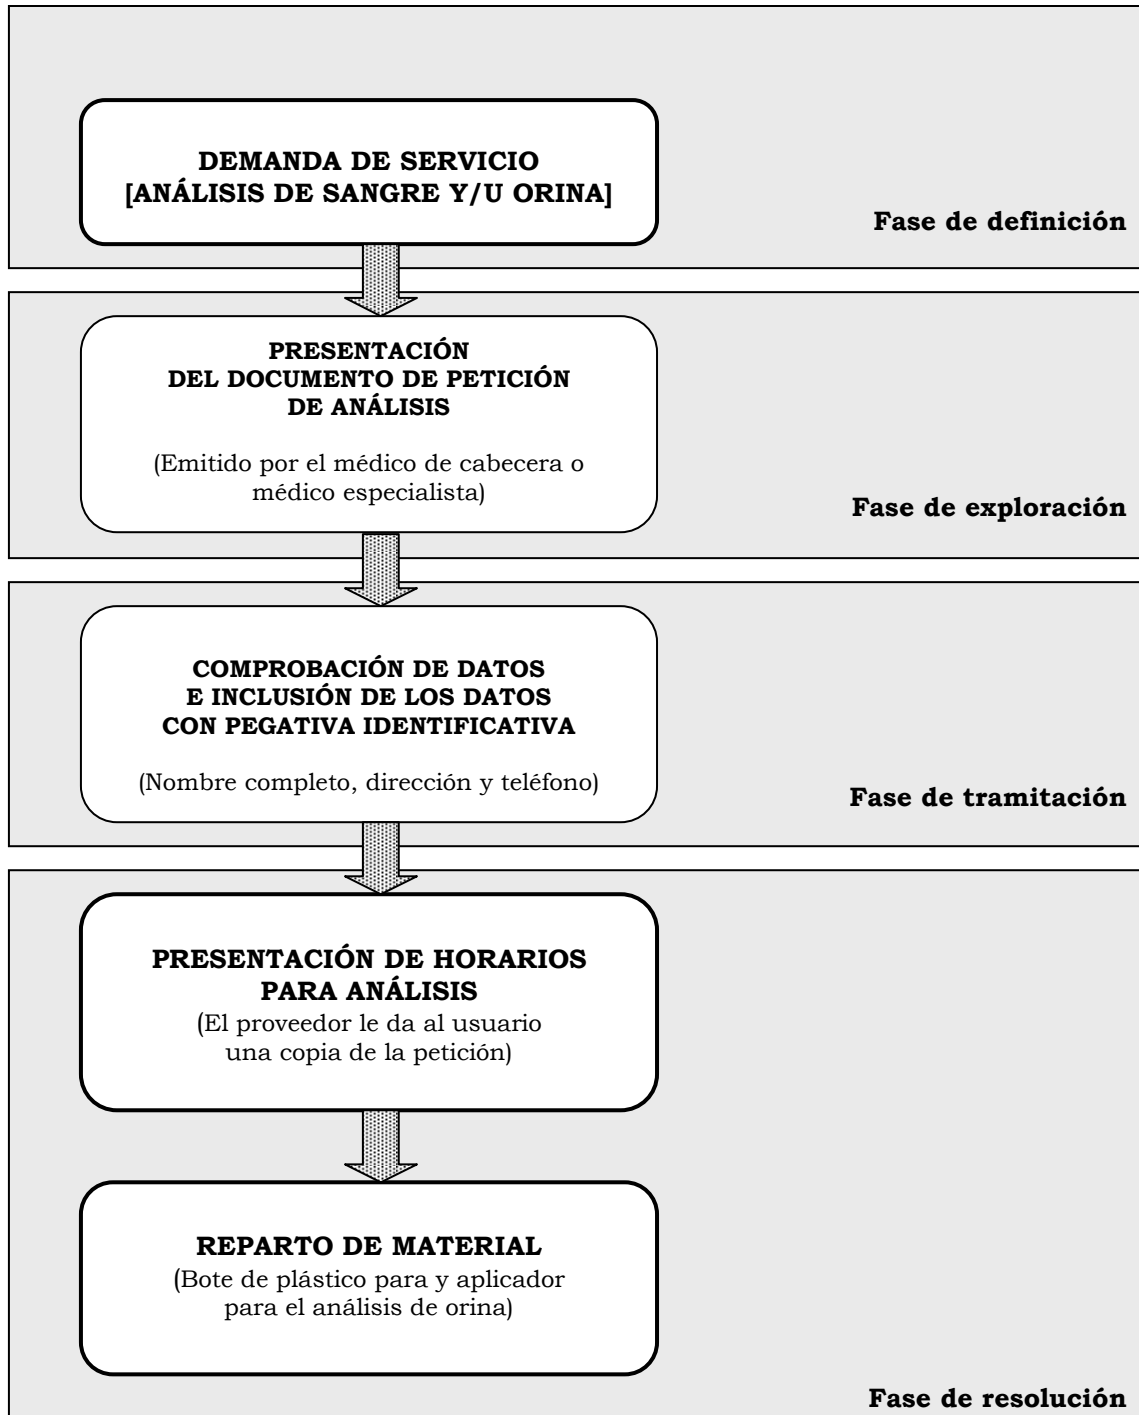 DEMANDA DE SERVICIO
[ANÁLISIS DE SANGRE Y/U ORINA]
Fase de definición
PRESENTACIÓN
DEL DOCUMENTO DE PETICIÓN
DE ANÁLISIS
(Emitido por el médico de cabecera o
médico especialista)
Fase de exploración
COMPROBACIÓN DE DATOS
E INCLUSIÓN DE LOS DATOS
CON PEGATIVA IDENTIFICATIVA
(Nombre completo, dirección y teléfono)
Fase de tramitación
PRESENTACIÓN DE HORARIOS
PARA ANÁLISIS
(El proveedor le da al usuario
una copia de la petición)
REPARTO DE MATERIAL
(Bote de plástico para y aplicador
para el análisis de orina)
Fase de resolución